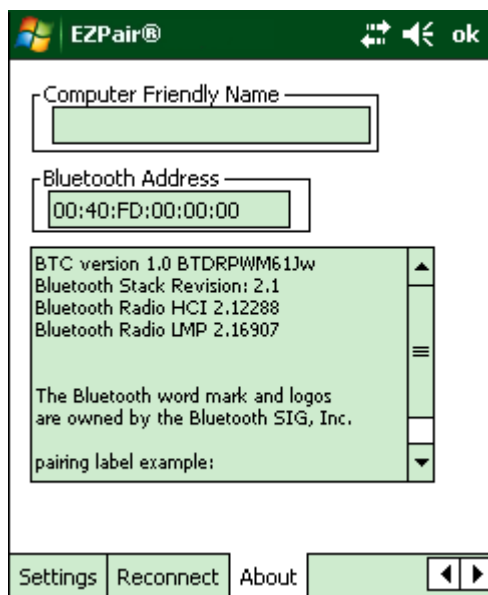 EZPair® ok
Computer Friendly Name
Bluetooth Address
00:40:FD:00:00:00
BTC version 1.0 BTDRPWM61Jw
Bluetooth Stack Revision: 2.1
Bluetooth Radio HCI 2.12288
Bluetooth Radio LMP 2.16907
The Bluetooth word mark and logos
are owned by the Bluetooth SIG, Inc.
pairing label example:
Settings Reconnect About